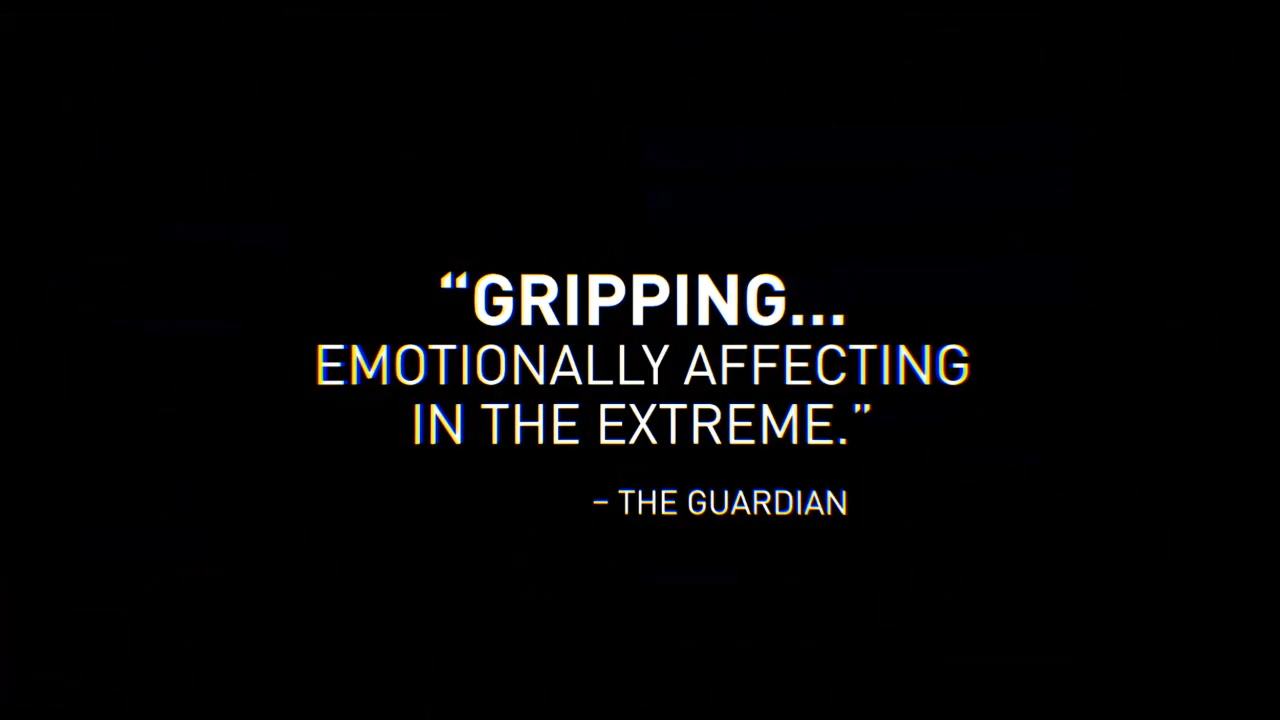 “GRIPPING...
EMOTIONALLY AFFECTING
IN THE EXTREME.”
– THE GUARDIAN